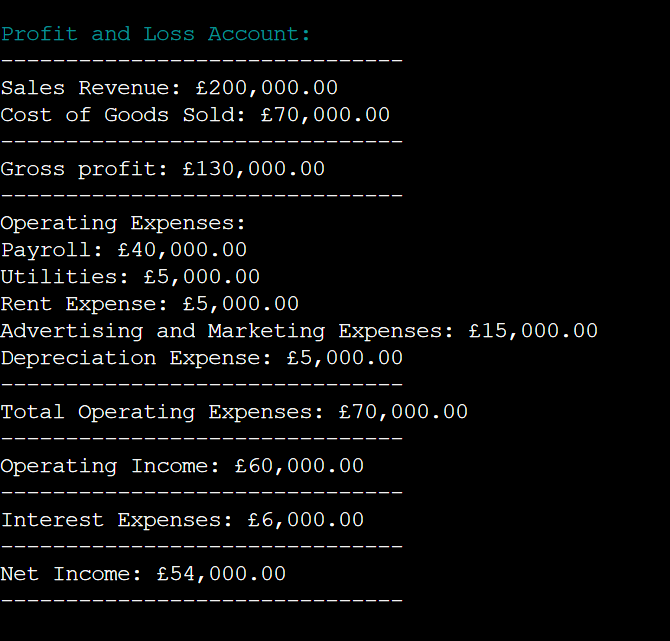 Profit and Loss Account:
-------------------------------
Sales Revenue: £200,000.00
Cost of Goods Sold: £70,000.00
-------------------------------
Gross profit: £130,000.00
-------------------------------
Operating Expenses:
Payroll: £40,000.00
Utilities: £5,000.00
Rent Expense: £5,000.00
Advertising and Marketing Expenses: £15,000.00
Depreciation Expense: £5,000.00
-------------------------------
Total Operating Expenses: £70,000.00
-------------------------------
Operating Income: £60,000.00
-------------------------------
Interest Expenses: £6,000.00
-------------------------------
Net Income: £54,000.00
-------------------------------